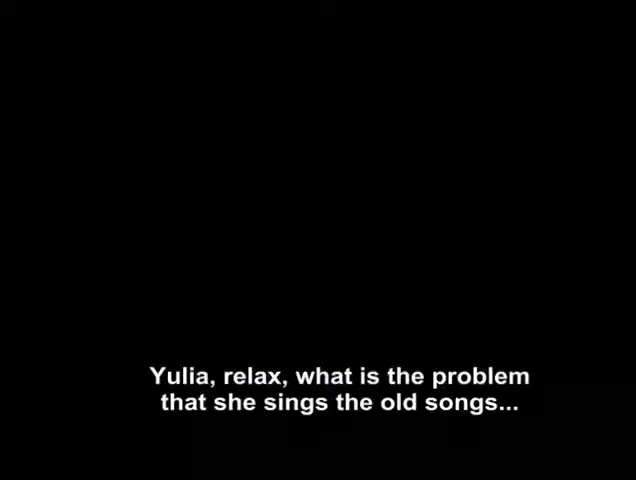 Yulia, relax, what is the problem
that she sings the old songs...